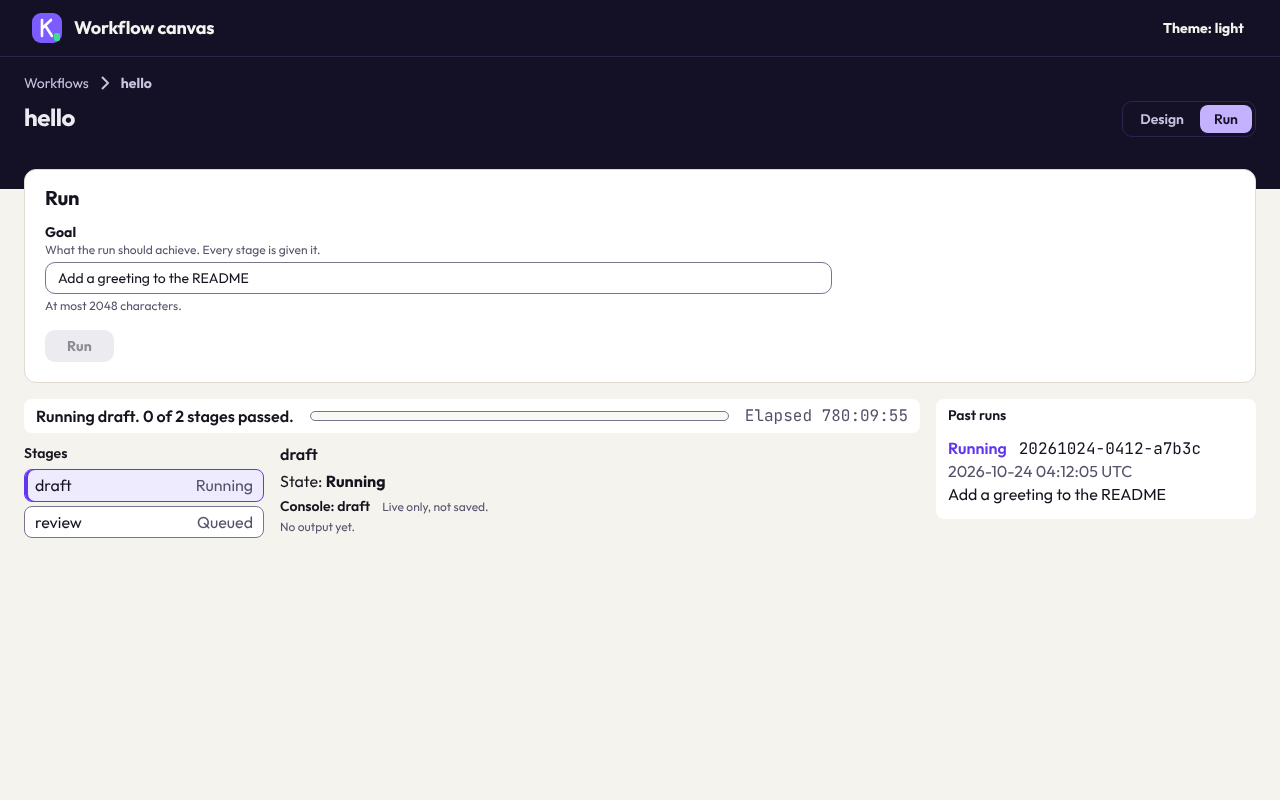 Workflow canvas
Theme: light
Workflows > hello
hello
Design
Run
Run
Goal
What the run should achieve. Every stage is given it.
Add a greeting to the README
At most 2048 characters.
Run
Running draft. 0 of 2 stages passed.
Elapsed 780:09:55
Stages
draft Running
review Queued
draft
State: Running
Console: draft Live only, not saved.
No output yet.
Past runs
Running 20261024-0412-a7b3c
2026-10-24 04:12:05 UTC
Add a greeting to the README